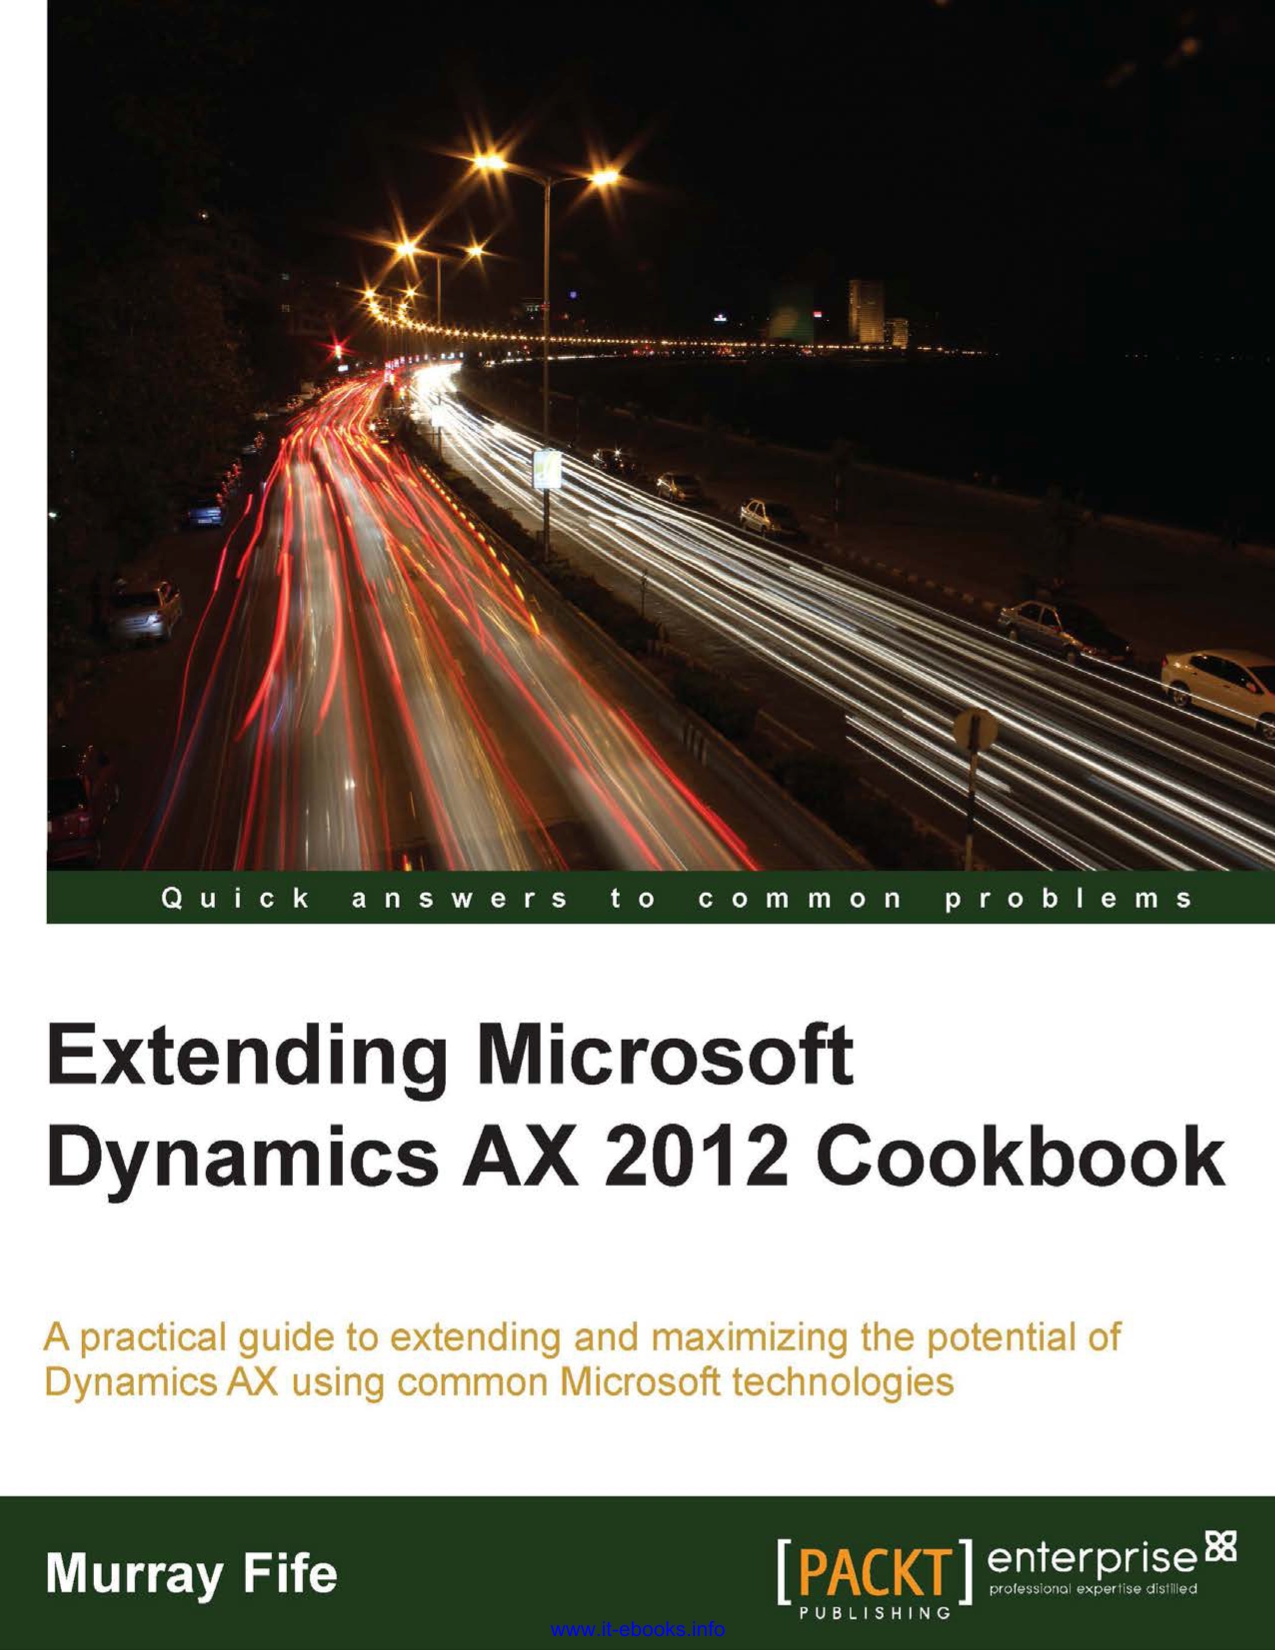 Quick answers to common problems
Extending Microsoft
Dynamics AX 2012 Cookbook
A practical guide to extending and maximizing the potential of
Dynamics AX using common Microsoft technologies
Murray Fife
[PACKT] enterprise
professional expertise distilled
PUBLISHING
www.it-ebooks.info